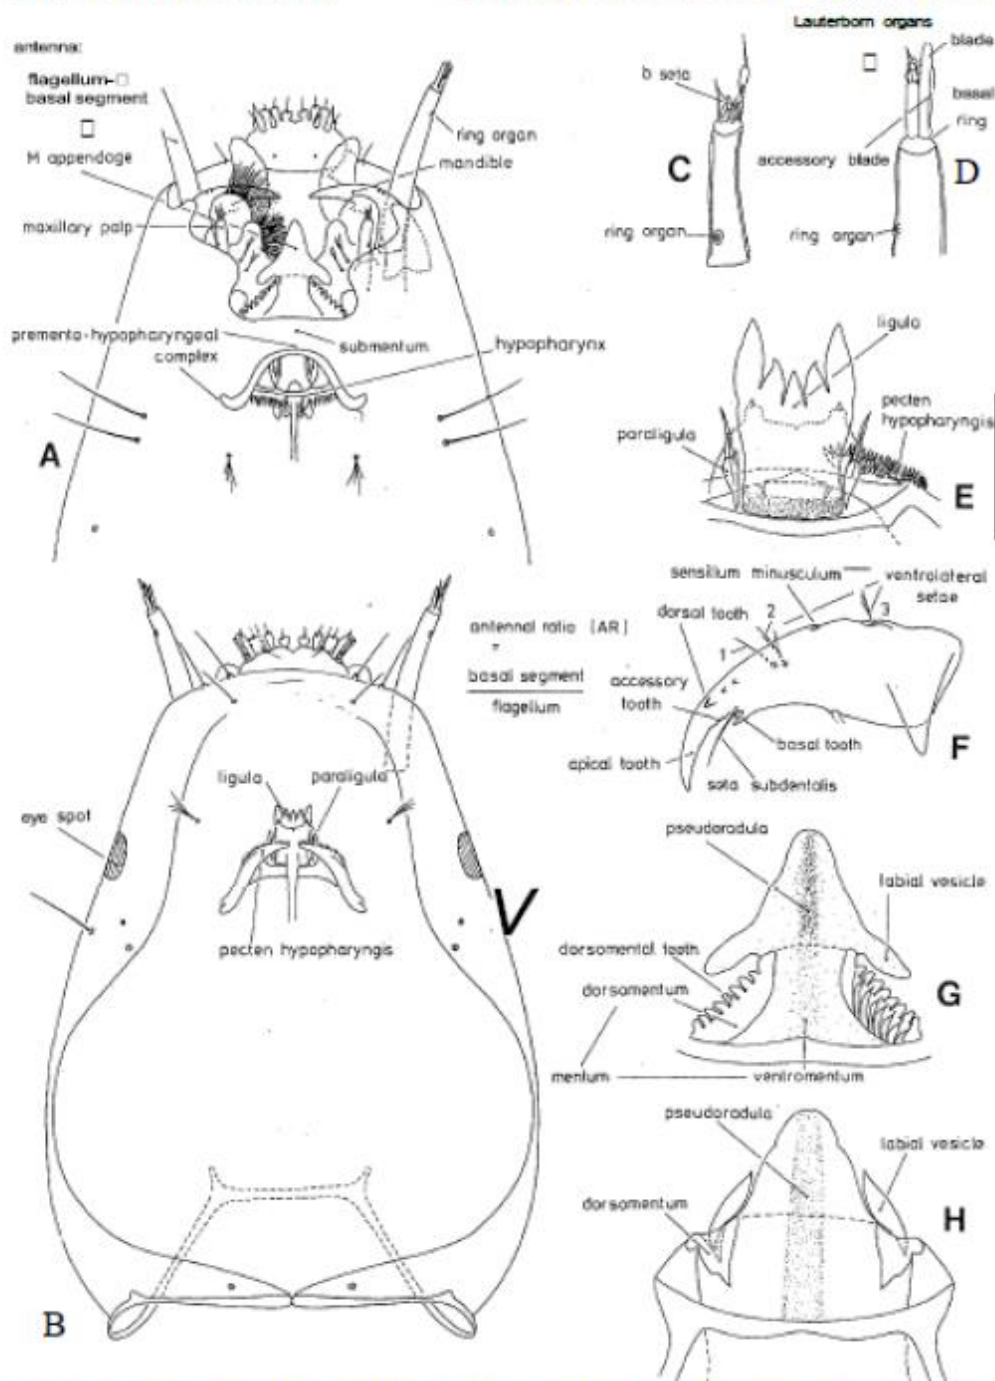 antenna:
flagellum-□
basal segment
M appendage
maxillary palp
premento-hypopharyngeal
complex
ring organ
mandible
submentum
hypopharynx
A
Lauterborn organs
b seta
ring organ
C
blade
basal
ring
accessory blade
ring organ
D
ligula
pecten
hypopharyngis
paraligula
E
antennal ratio (AR)
=
basal segment
flagellum
sensillum minusculum
ventrolateral
setae
dorsal tooth
1
2
3
accessory
tooth
basal tooth
apical tooth
seta subdentalis
F
ligula
paraligula
eye spot
pecten hypopharyngis
V
B
pseudoradula
labial vesicle
dorsomental teeth
dorsomentum
mentum
ventromentum
G
pseudoradula
labial vesicle
dorsomentum
H